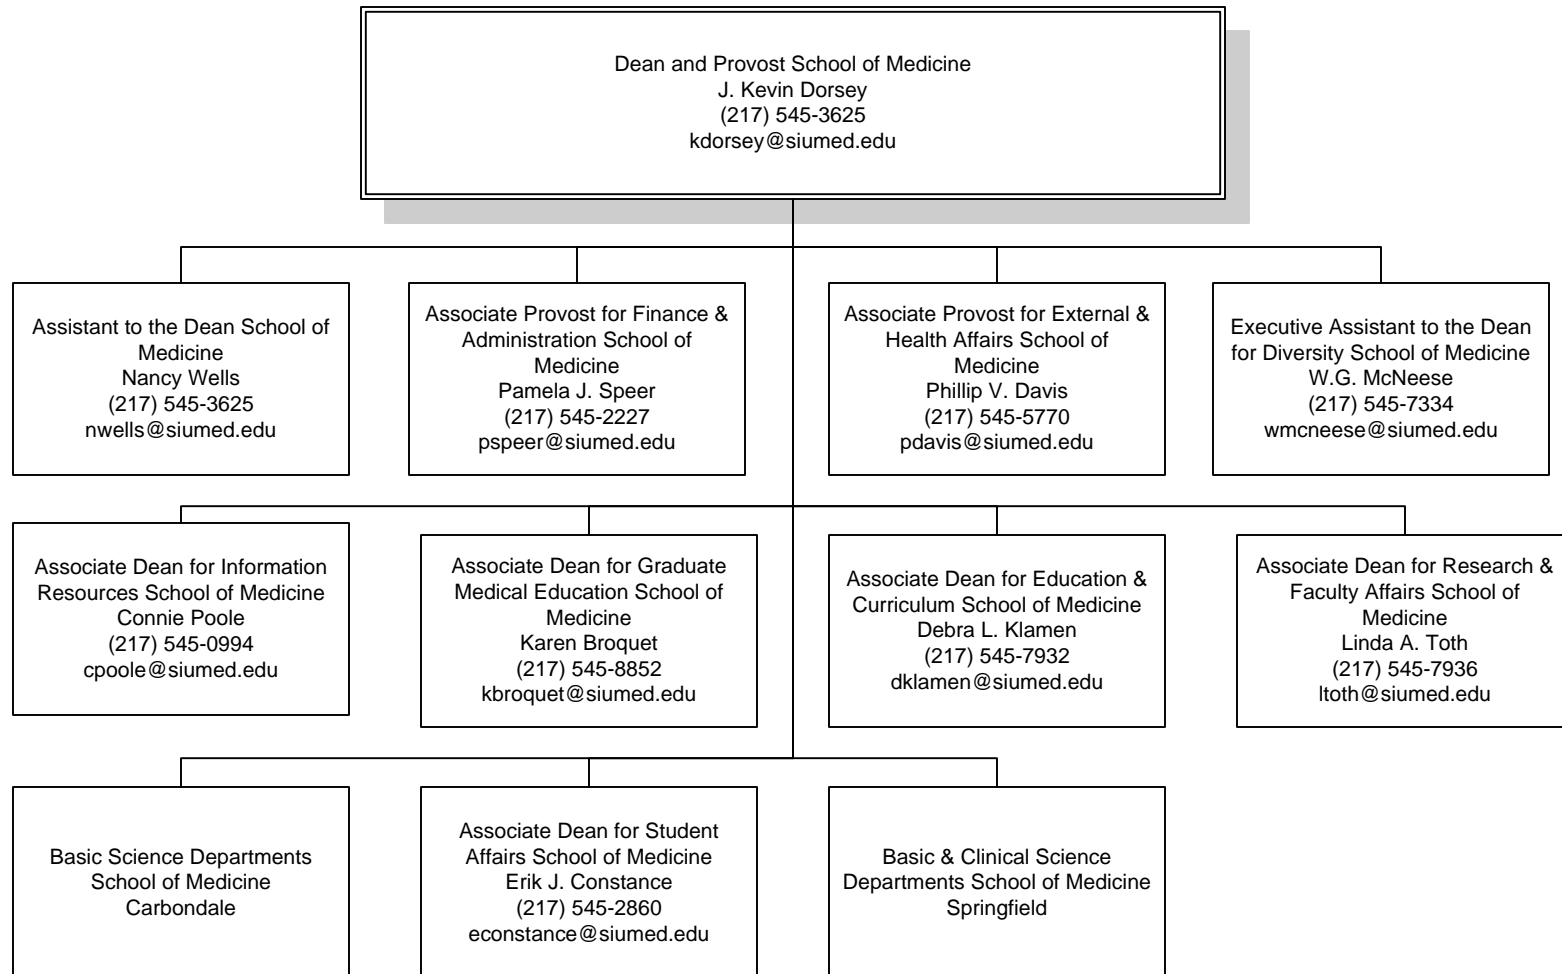 Dean and Provost School of Medicine
J. Kevin Dorsey
(217) 545-3625
kdorsey@siumed.edu
Assistant to the Dean School of
Medicine
Nancy Wells
(217) 545-3625
nwells@siumed.edu
Associate Provost for Finance &
Administration School of
Medicine
Pamela J. Speer
(217) 545-2227
pspeer@siumed.edu
Associate Provost for External &
Health Affairs School of
Medicine
Phillip V. Davis
(217) 545-5770
pdavis@siumed.edu
Executive Assistant to the Dean
for Diversity School of Medicine
W.G. McNeese
(217) 545-7334
wmcneese@siumed.edu
Associate Dean for Information
Resources School of Medicine
Connie Poole
(217) 545-0994
cpoole@siumed.edu
Associate Dean for Graduate
Medical Education School of
Medicine
Karen Broquet
(217) 545-8852
kbroquet@siumed.edu
Associate Dean for Education &
Curriculum School of Medicine
Debra L. Klamen
(217) 545-7932
dklamen@siumed.edu
Associate Dean for Research &
Faculty Affairs School of
Medicine
Linda A. Toth
(217) 545-7936
ltoth@siumed.edu
Basic Science Departments
School of Medicine
Carbondale
Associate Dean for Student
Affairs School of Medicine
Erik J. Constance
(217) 545-2860
econstance@siumed.edu
Basic & Clinical Science
Departments School of Medicine
Springfield